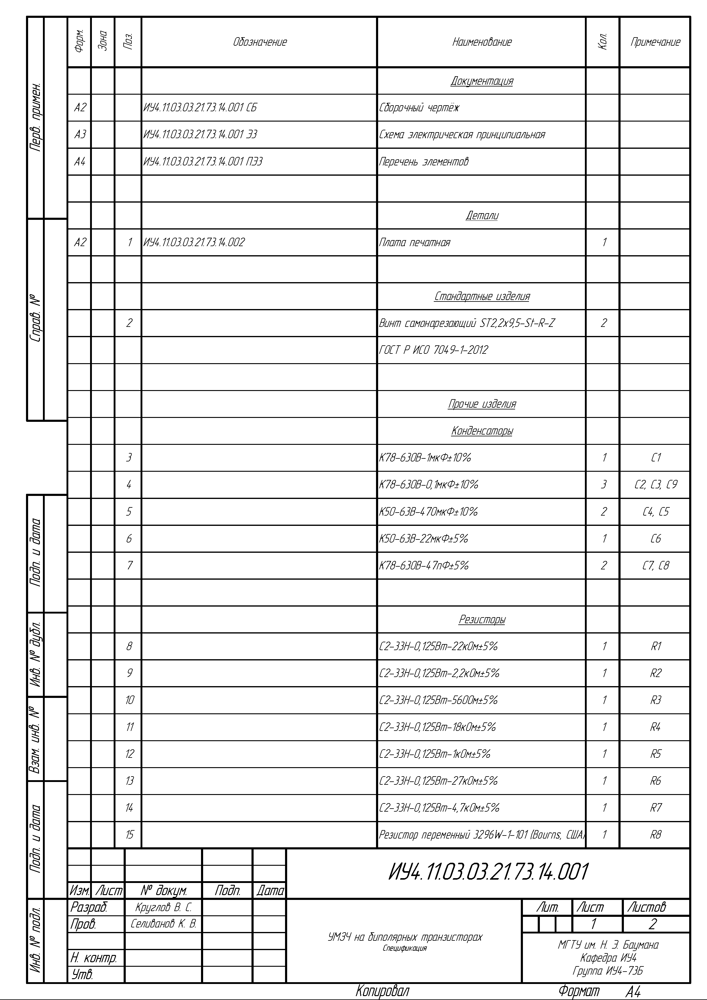 Перв. примен.
Справ. №
Подп. и дата
Инв. № дубл.
Взам. инв. №
Подп. и дата
Инв. № подл.
Форм. Зона Поз. Обозначение Наименование Кол. Примечание
Документация
А2 ИУ4.11.03.03.21.73.14.001 СБ Сборочный чертёж
А3 ИУ4.11.03.03.21.73.14.001 Э3 Схема электрическая принципиальная
А4 ИУ4.11.03.03.21.73.14.001 ПЭ3 Перечень элементов
Детали
А2 1 ИУ4.11.03.03.21.73.14.002 Плата печатная 1
Стандартные изделия
2 Винт самонарезающий ST2,2x9,5-St-R-Z 2
ГОСТ Р ИСО 7049-1-2012
Прочие изделия
Конденсаторы
3 К78-630В-1мкФ±10% 1 С1
4 К78-630В-0,1мкФ±10% 3 С2, С3, С9
5 К50-63В-470мкФ±10% 2 С4, С5
6 К50-63В-22мкФ±5% 1 С6
7 К78-630В-47пФ±5% 2 С7, С8
Резисторы
8 С2-33Н-0,125Вт-22кОм±5% 1 R1
9 С2-33Н-0,125Вт-2,2кОм±5% 1 R2
10 С2-33Н-0,125Вт-560Ом±5% 1 R3
11 С2-33Н-0,125Вт-18кОм±5% 1 R4
12 С2-33Н-0,125Вт-1кОм±5% 1 R5
13 С2-33Н-0,125Вт-27кОм±5% 1 R6
14 С2-33Н-0,125Вт-4,7кОм±5% 1 R7
15 Резистор переменный 3296W-1-101 (Bourns, США) 1 R8
ИУ4.11.03.03.21.73.14.001
Изм. Лист № докум. Подп. Дата
Разраб. Круглов В. С.
Пров. Селиванов К. В.
Н. контр.
Утв.
УМЗЧ на биполярных транзисторах
Спецификация
Лит. Лист Листов
1 2
МГТУ им. Н. Э. Баумана
Кафедра ИУ4
Группа ИУ4-73Б
Копировал Формат А4